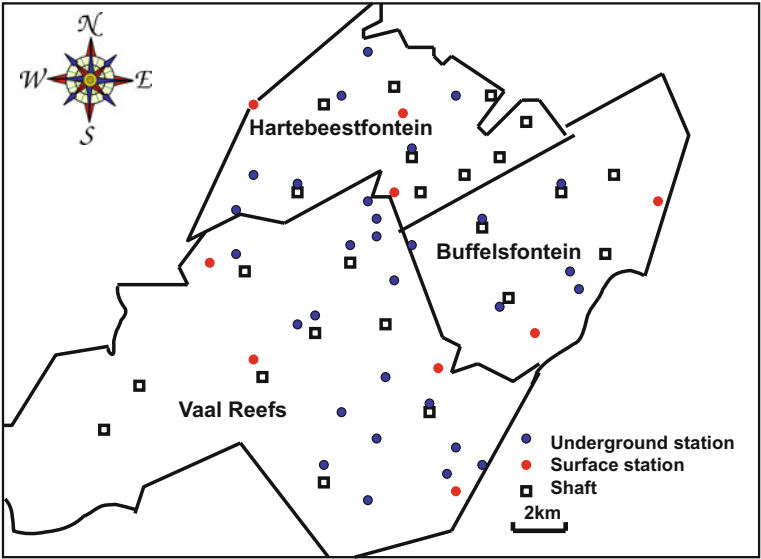 N
W E
S
Hartebeestfontein
Buffelsfontein
Vaal Reefs
Underground station
Surface station
Shaft
2km